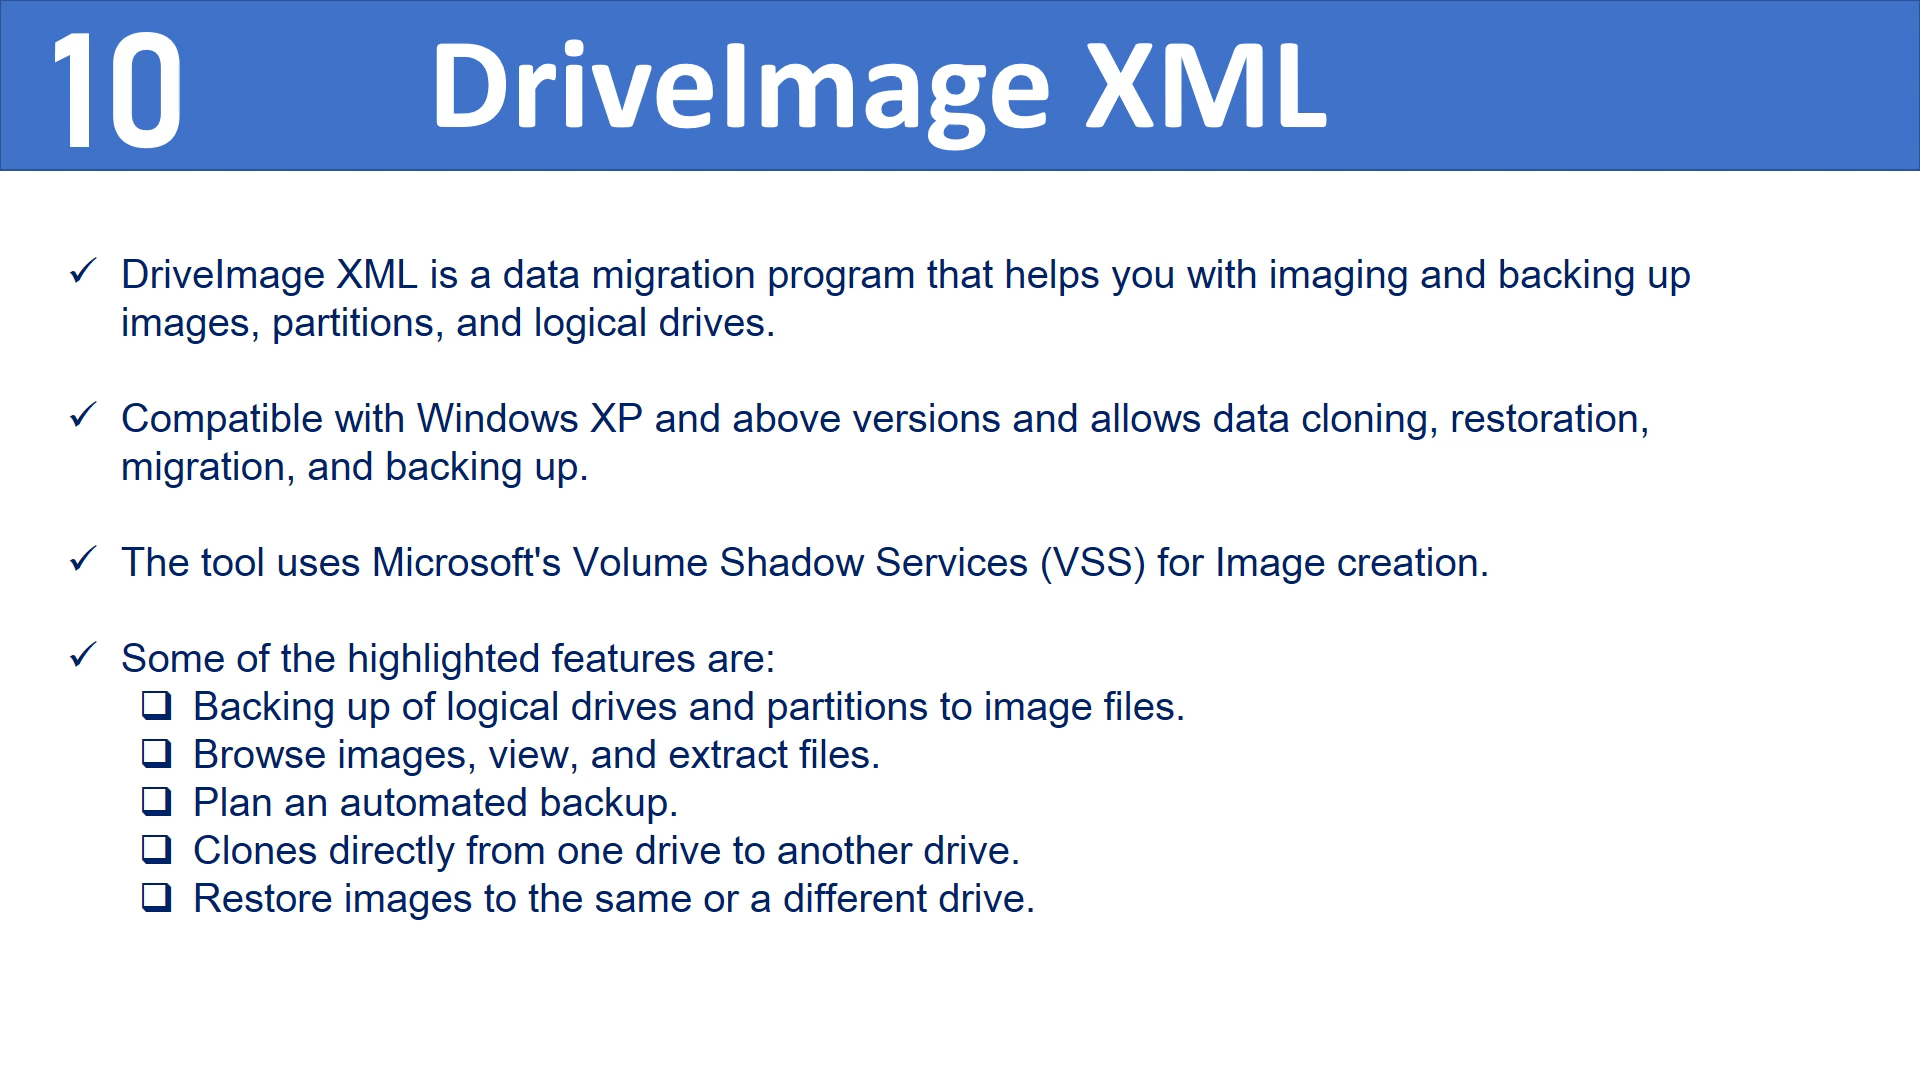 10 DriveImage XML
DriveImage XML is a data migration program that helps you with imaging and backing up
images, partitions, and logical drives.
Compatible with Windows XP and above versions and allows data cloning, restoration,
migration, and backing up.
The tool uses Microsoft's Volume Shadow Services (VSS) for Image creation.
Some of the highlighted features are:
Backing up of logical drives and partitions to image files.
Browse images, view, and extract files.
Plan an automated backup.
Clones directly from one drive to another drive.
Restore images to the same or a different drive.